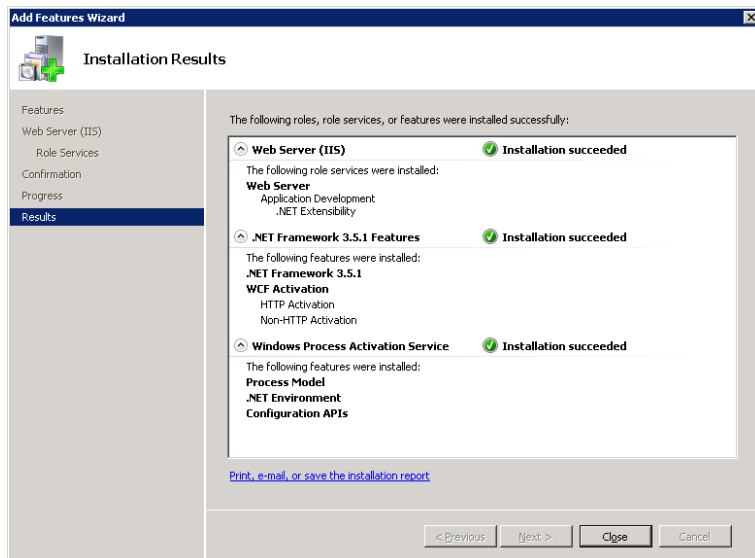 Add Features Wizard
Installation Results
Features
Web Server (IIS)
Role Services
Confirmation
Progress
Results
The following roles, role services, or features were installed successfully:
Web Server (IIS) Installation succeeded
The following role services were installed:
Web Server
Application Development
.NET Extensibility
.NET Framework 3.5.1 Features Installation succeeded
The following features were installed:
.NET Framework 3.5.1
WCF Activation
HTTP Activation
Non-HTTP Activation
Windows Process Activation Service Installation succeeded
The following features were installed:
Process Model
.NET Environment
Configuration APIs
Print, e-mail, or save the installation report
< Previous Next > Close Cancel